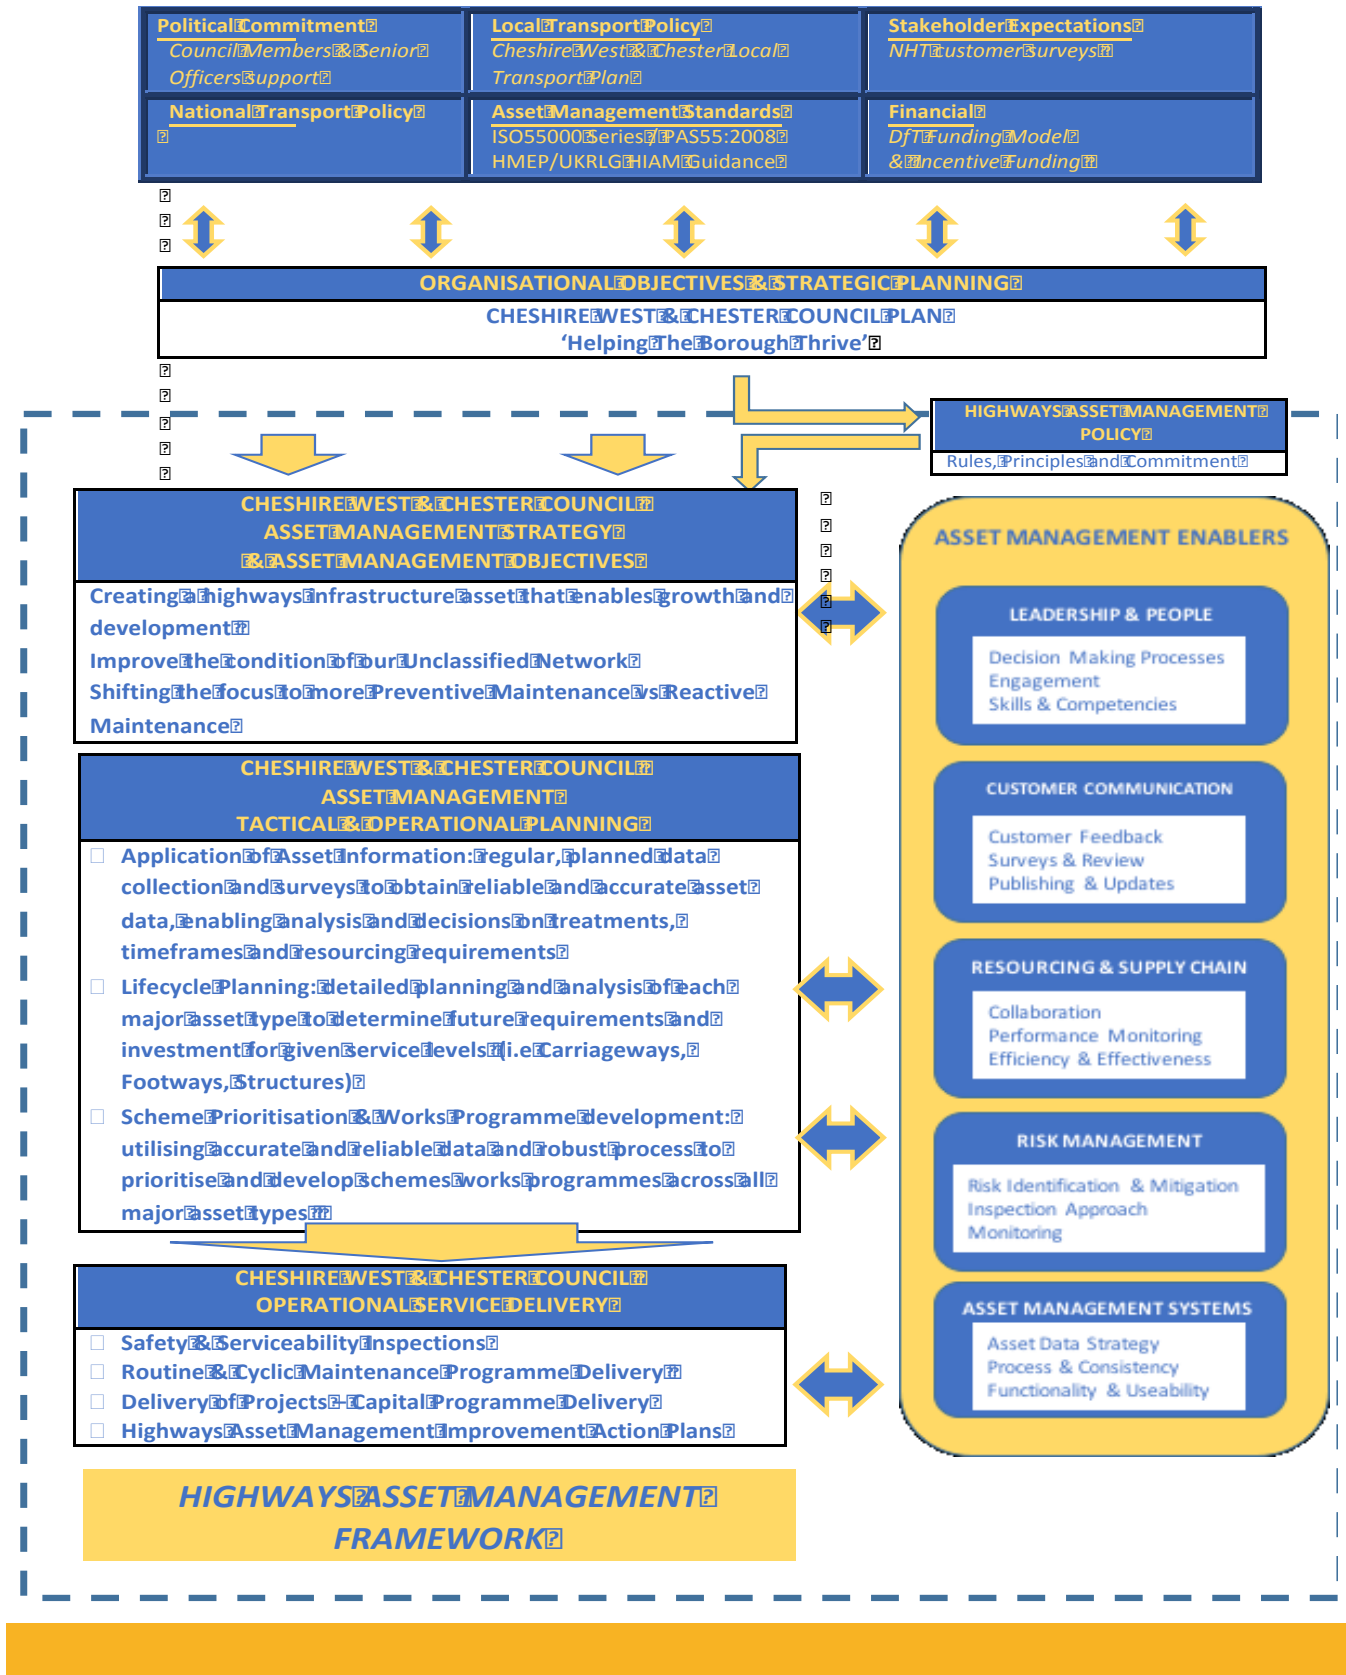 Political Commitment
Council Members & Senior
Officers support
Local Transport Policy
Cheshire West & Chester Local
Transport Plan
Stakeholder Expectations
NHT customer surveys
National Transport Policy
Asset Management Standards
ISO55000 Series / PAS55:2008
HMEP/UKRLG HIAM Guidance
Financial
DfT Funding Model
& Incentive Funding
ORGANISATIONAL OBJECTIVES & STRATEGIC PLANNING
CHESHIRE WEST & CHESTER COUNCIL PLAN
‘Helping The Borough Thrive’
HIGHWAYS ASSET MANAGEMENT
POLICY
Rules, Principles and Commitment
CHESHIRE WEST & CHESTER COUNCIL
ASSET MANAGEMENT STRATEGY
& ASSET MANAGEMENT OBJECTIVES
Creating a highways infrastructure asset that enables growth and
development
Improve the condition of our Unclassified Network
Shifting the focus to more Preventive Maintenance vs Reactive
Maintenance
CHESHIRE WEST & CHESTER COUNCIL
ASSET MANAGEMENT
TACTICAL & OPERATIONAL PLANNING
Application of Asset Information: regular, planned data
collection and surveys to obtain reliable and accurate asset
data, enabling analysis and decisions on treatments,
timeframes and resourcing requirements
Lifecycle Planning: detailed planning and analysis of each
major asset type to determine future requirements and
investment for given service levels (i.e Carriageways,
Footways, Structures)
Scheme Prioritisation & Works Programme development:
utilising accurate and reliable data and robust process to
prioritise and develop schemes works programmes across all
major asset types
CHESHIRE WEST & CHESTER COUNCIL
OPERATIONAL SERVICE DELIVERY
Safety & Serviceability Inspections
Routine & Cyclic Maintenance Programme Delivery
Delivery of Projects – Capital Programme Delivery
Highways Asset Management Improvement Action Plans
HIGHWAYS ASSET MANAGEMENT
FRAMEWORK
ASSET MANAGEMENT ENABLERS
LEADERSHIP & PEOPLE
Decision Making Processes
Engagement
Skills & Competencies
CUSTOMER COMMUNICATION
Customer Feedback
Surveys & Review
Publishing & Updates
RESOURCING & SUPPLY CHAIN
Collaboration
Performance Monitoring
Efficiency & Effectiveness
RISK MANAGEMENT
Risk Identification & Mitigation
Inspection Approach
Monitoring
ASSET MANAGEMENT SYSTEMS
Asset Data Strategy
Process & Consistency
Functionality & Useability